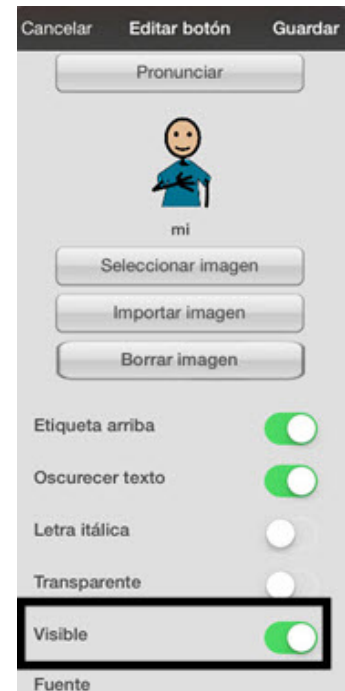 Cancelar Editar botón Guardar
Pronunciar
mi
Seleccionar imagen
Importar imagen
Borrar imagen
Etiqueta arriba
Oscurecer texto
Letra itálica
Transparente
Visible
Fuente